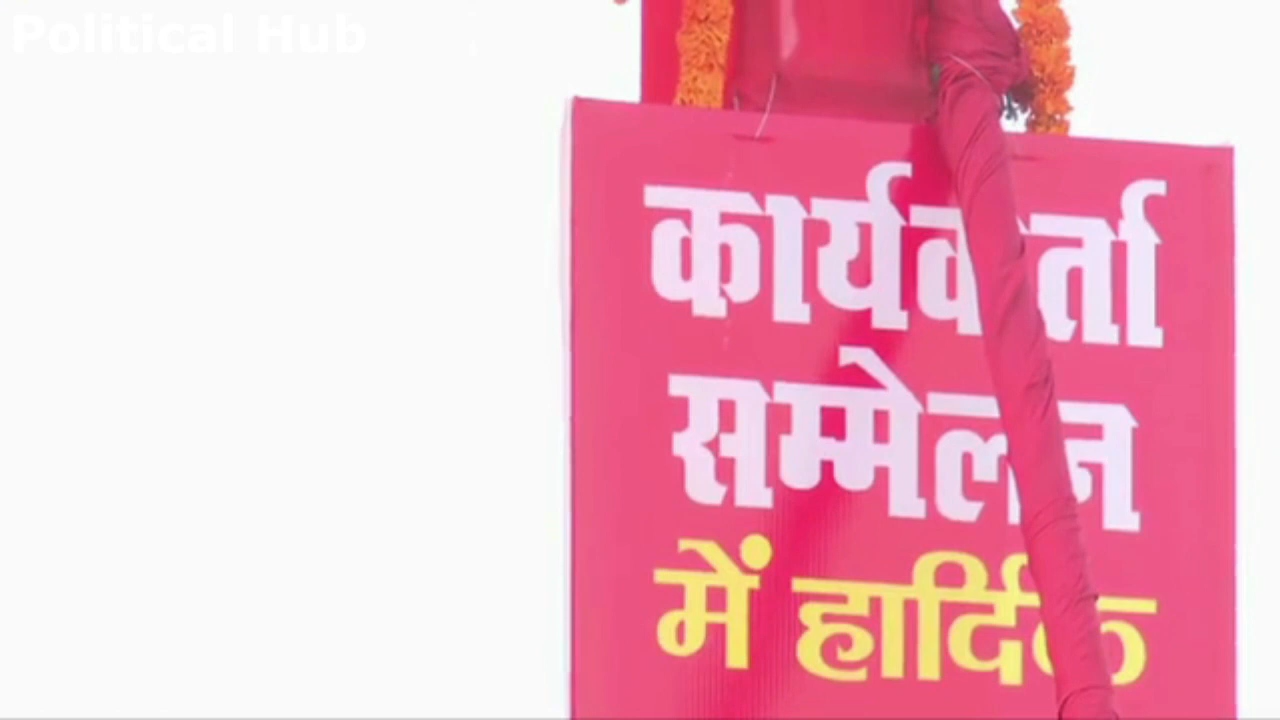 Political Hub
कार्यकर्ता
सम्मेलन
में हार्दिक